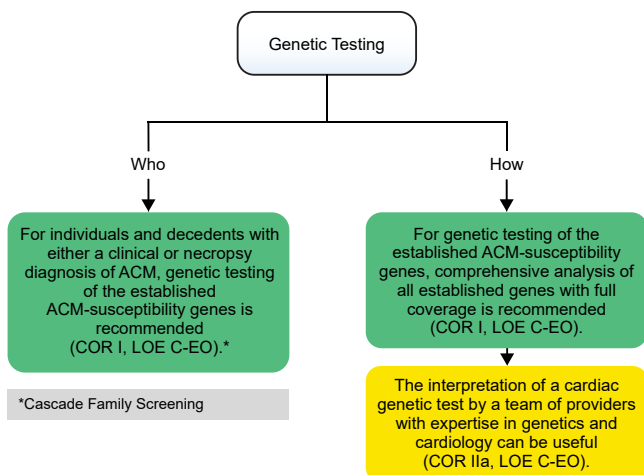 Genetic Testing
Who
For individuals and decedents with
either a clinical or necropsy
diagnosis of ACM, genetic testing
of the established
ACM-susceptibility genes is
recommended
(COR I, LOE C-EO).*
*Cascade Family Screening
How
For genetic testing of the
established ACM-susceptibility
genes, comprehensive analysis of
all established genes with full
coverage is recommended
(COR I, LOE C-EO).
The interpretation of a cardiac
genetic test by a team of providers
with expertise in genetics and
cardiology can be useful
(COR IIa, LOE C-EO).